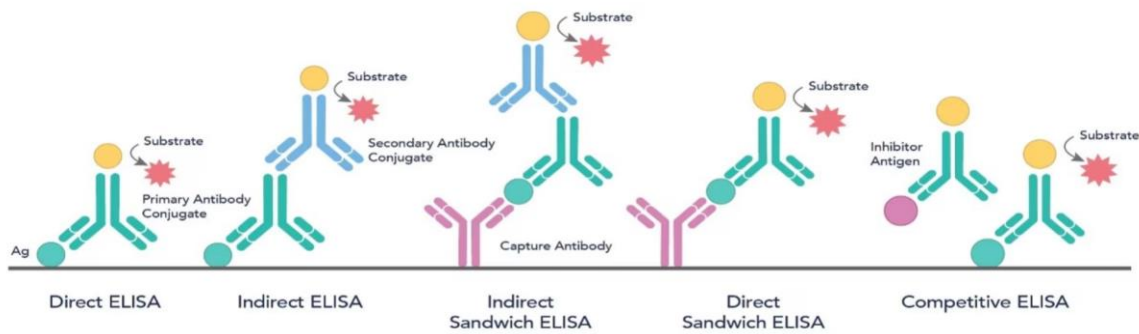 Ag
Substrate
Primary Antibody
Conjugate
Direct ELISA
Substrate
Secondary Antibody
Conjugate
Indirect ELISA
Substrate
Capture Antibody
Indirect
Sandwich ELISA
Substrate
Direct
Sandwich ELISA
Inhibitor
Antigen
Substrate
Competitive ELISA